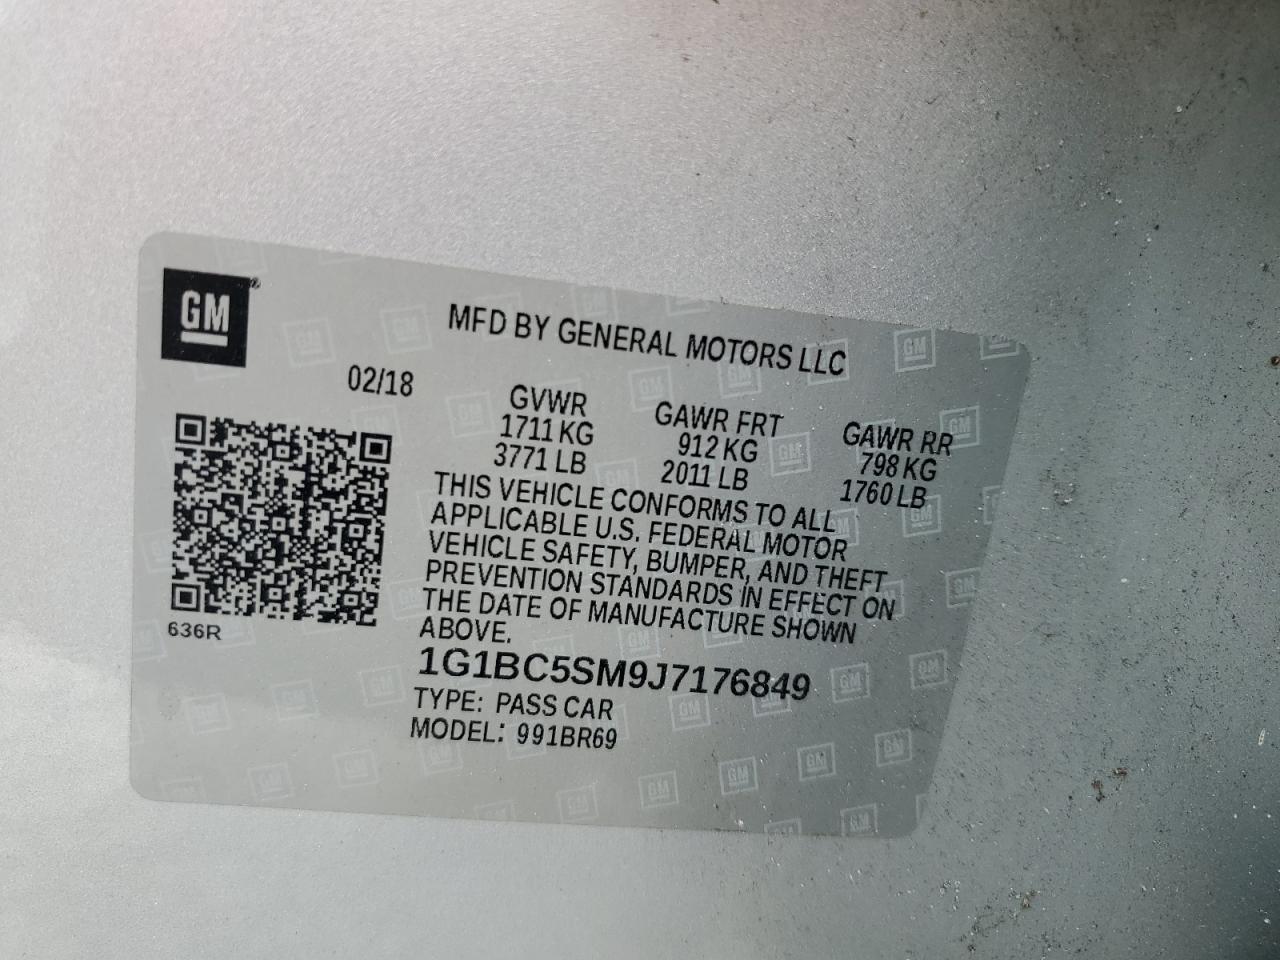 GM
MFD BY GENERAL MOTORS LLC
02/18
GVWR GAWR FRT GAWR RR
1711 KG 912 KG 798 KG
3771 LB 2011 LB 1760 LB
THIS VEHICLE CONFORMS TO ALL
APPLICABLE U.S. FEDERAL MOTOR
VEHICLE SAFETY, BUMPER, AND THEFT
PREVENTION STANDARDS IN EFFECT ON
THE DATE OF MANUFACTURE SHOWN
ABOVE.
636R
1G1BC5SM9J7176849
TYPE: PASS CAR
MODEL: 991BR69